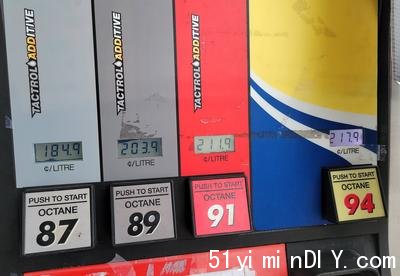 TACTROL ADDITIVE
TACTROL ADDITIVE
TACTROL ADDITIVE
184.9
¢/LITRE
203.9
¢/LITRE
211.9
¢/LITRE
217.9
¢/LITRE
PUSH TO START
OCTANE
87
PUSH TO START
OCTANE
89
PUSH TO START
OCTANE
91
PUSH TO START
OCTANE
94
51yiminDIY.com